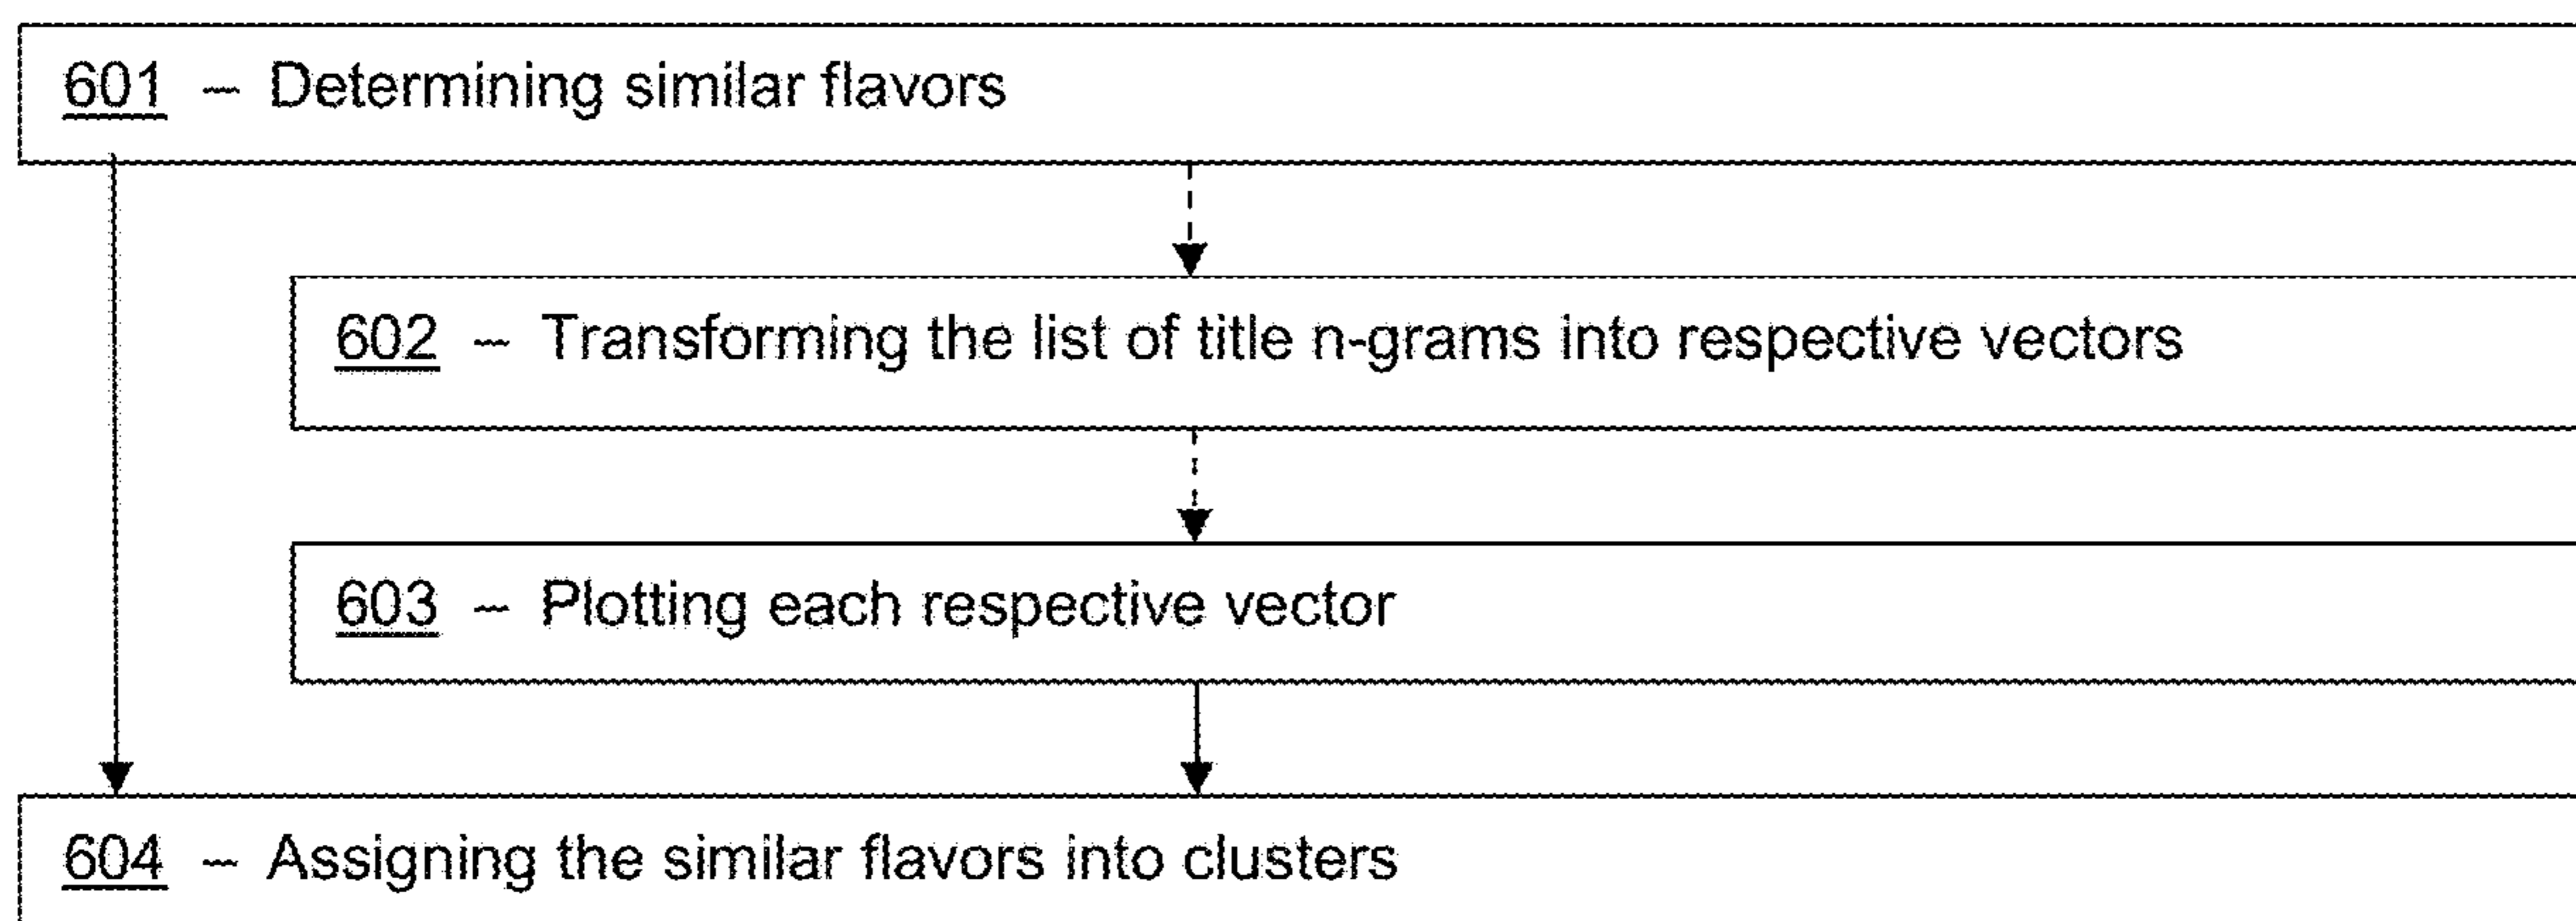 601 – Determining similar flavors
602 – Transforming the list of title n-grams into respective vectors
603 – Plotting each respective vector
604 – Assigning the similar flavors into clusters